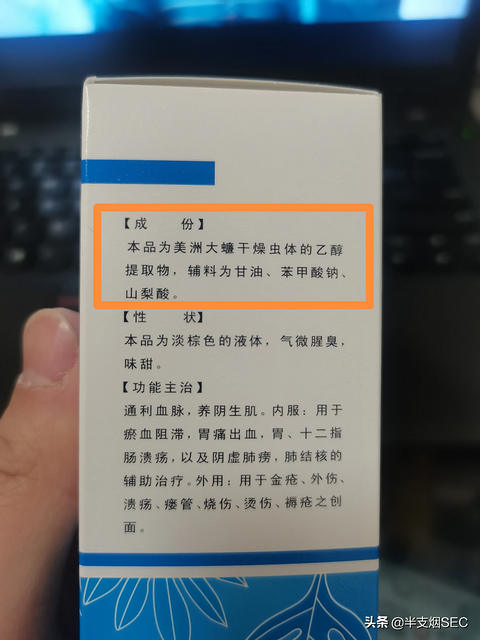 【成 份】
本品为美洲大蠊干燥虫体的乙醇
提取物，辅料为甘油、苯甲酸钠、
山梨酸。
【性 状】
本品为淡棕色的液体，气微腥臭，
味甜。
【功能主治】
通利血脉，养阴生肌。内服：用于
瘀血阻滞，胃痛出血，胃、十二指
肠溃疡，以及阴虚肺痨，肺结核的
辅助治疗。外用：用于金疮、外伤、
溃疡、瘘管、烧伤、烫伤、褥疮之创
面。
头条 @半支烟SEC